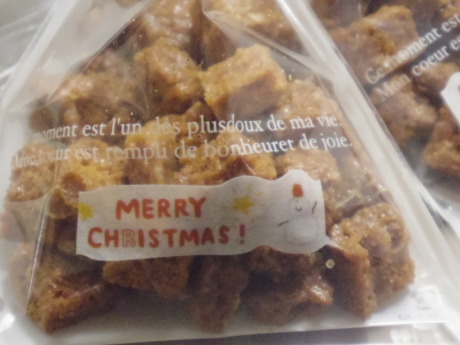 moment est l'un des plusdoux de ma vie.
est rempli de bonheuret de joie.
MERRY
CHRISTMAS!
Ce moment est
Mon coeur es